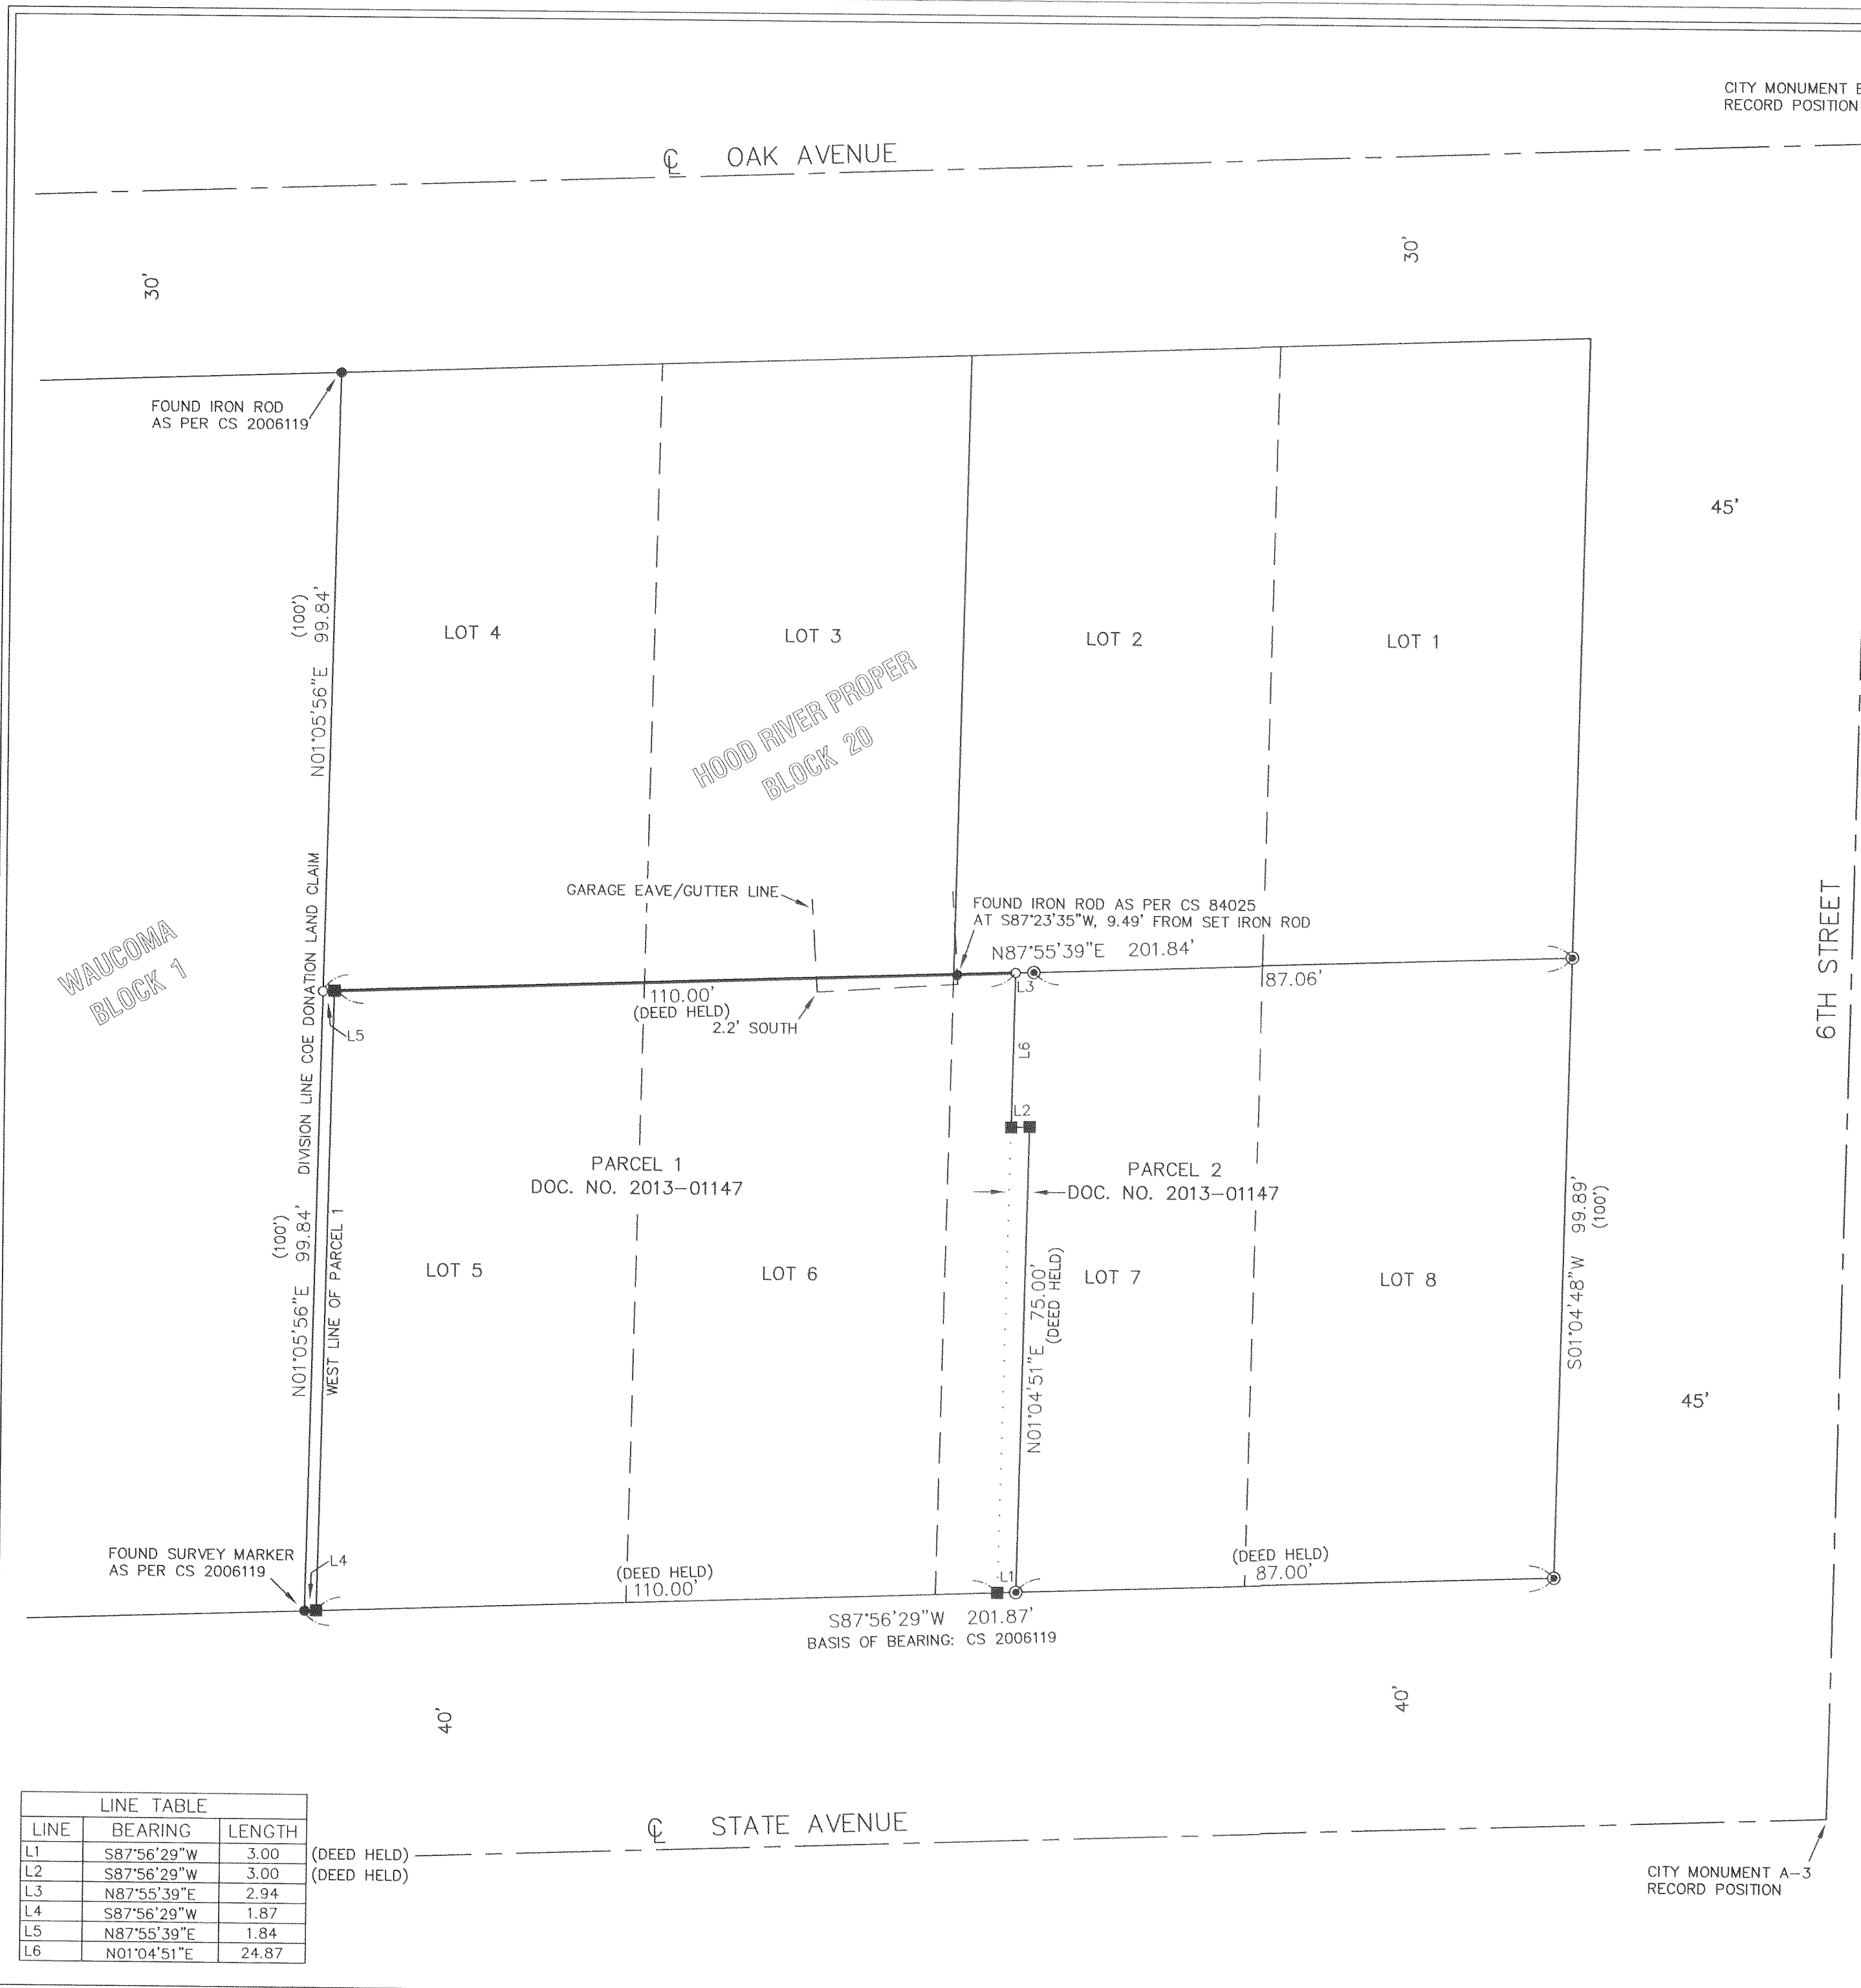 CITY MONUMENT
RECORD POSITION
℄ OAK AVENUE
30'
30'
FOUND IRON ROD
AS PER CS 2006119
45'
(100')
N01°05'56"E 99.84'
LOT 4
LOT 3
LOT 2
LOT 1
HOOD RIVER PROPER
BLOCK 20
WAUCOMA
BLOCK 1
DIVISION LINE COE DONATION LAND CLAIM
GARAGE EAVE/GUTTER LINE
FOUND IRON ROD AS PER CS 84025
AT S87°23'35"W, 9.49' FROM SET IRON ROD
N87°55'39"E 201.84'
87.06'
L3
110.00'
(DEED HELD)
2.2' SOUTH
L5
L6
L2
6TH STREET
PARCEL 1
DOC. NO. 2013-01147
PARCEL 2
DOC. NO. 2013-01147
(100')
N01°05'56"E 99.84'
WEST LINE OF PARCEL 1
LOT 5
LOT 6
LOT 7
LOT 8
N01°04'51"E 75.00'
(DEED HELD)
S01°04'48"W 99.89'
(100')
45'
FOUND SURVEY MARKER
AS PER CS 2006119
L4
(DEED HELD)
110.00'
L1
(DEED HELD)
87.00'
S87°56'29"W 201.87'
BASIS OF BEARING: CS 2006119
40'
40'
℄ STATE AVENUE
CITY MONUMENT A-3
RECORD POSITION
LINE TABLE
LINE BEARING LENGTH
L1 S87°56'29"W 3.00 (DEED HELD)
L2 S87°56'29"W 3.00 (DEED HELD)
L3 N87°55'39"E 2.94
L4 S87°56'29"W 1.87
L5 N87°55'39"E 1.84
L6 N01°04'51"E 24.87